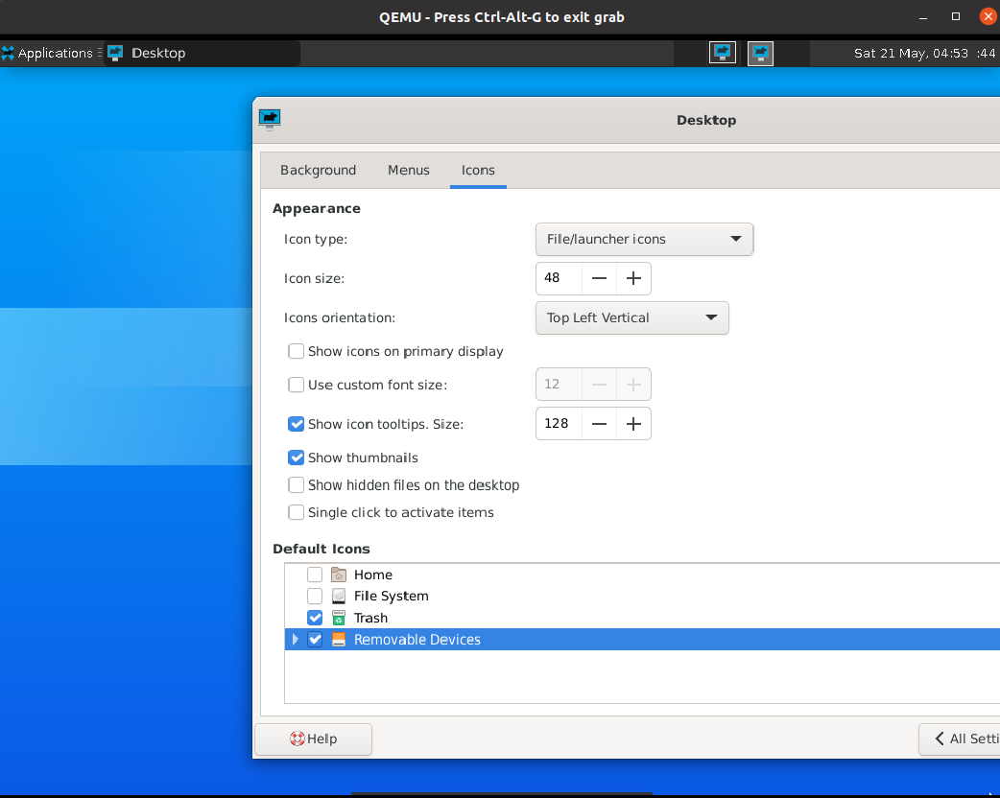 QEMU - Press Ctrl-Alt-G to exit grab
Applications Desktop Sat 21 May, 04:53 :44
Desktop
Background Menus Icons
Appearance
Icon type: File/launcher icons
Icon size: 48
Icons orientation: Top Left Vertical
Show icons on primary display
Use custom font size: 12
Show icon tooltips. Size: 128
Show thumbnails
Show hidden files on the desktop
Single click to activate items
Default Icons
Home
File System
Trash
Removable Devices
Help All Setti